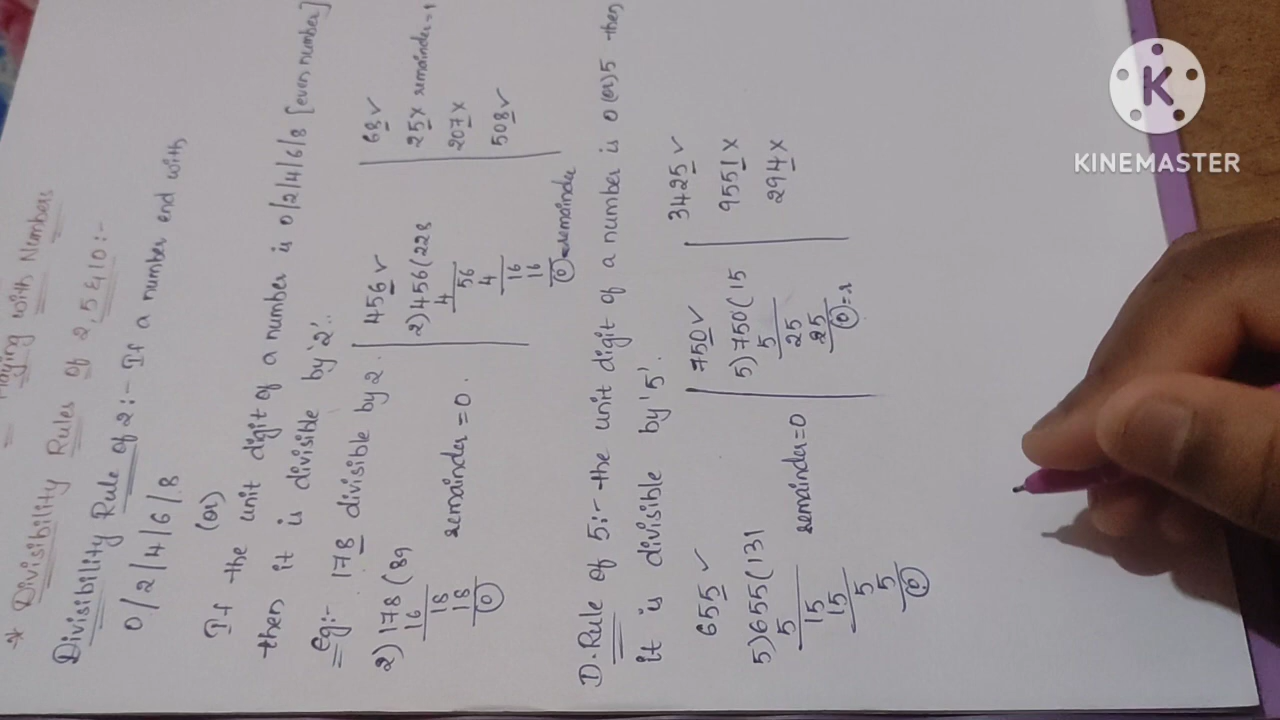 Playing with Numbers
* Divisibility Rules of 2, 5 & 10:-
Divisibility Rule of 2:- If a number end with
0/2/4/6/8
(or)
If the unit digit of a number is 0/2/4/6/8 [even number]
then it is divisible by '2'.
Eg:- 178 divisible by 2.
2)178(89
16
18
18
0
remainder = 0.
456 ✓
2)456(228
4
56
4
16
16
0 = remainder
68 ✓
25 x remainder = 1
207 x
508 ✓
D.Rule of 5:- the unit digit of a number is 0 (or) 5 then
it is divisible by '5'.
655 ✓
5)655(131
5
15
15
5
5
0
remainder = 0
750 ✓
5)750(15
5
25
25
0 = r
3425 ✓
9551 x
294 x
K
KINEMASTER